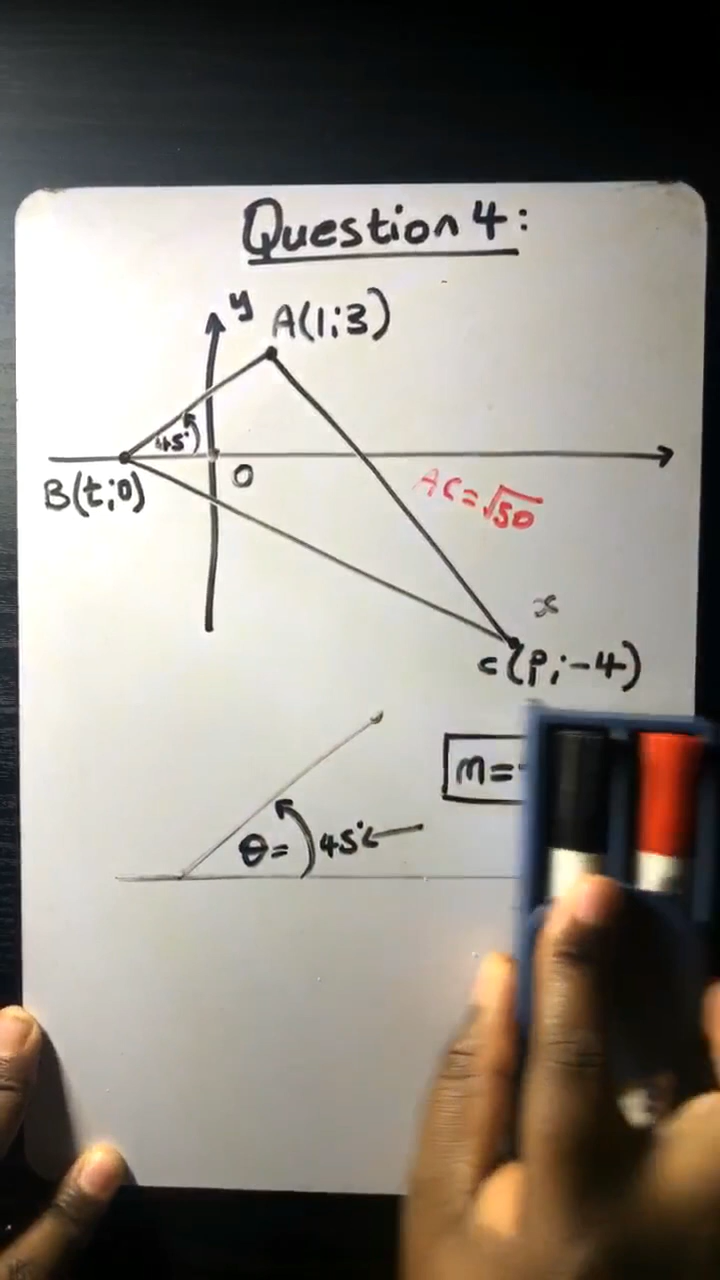 Question 4:
y
A(1;3)
45°
B(t;0)
0
AC=√50
x
C(p;-4)
m=
θ= 45°